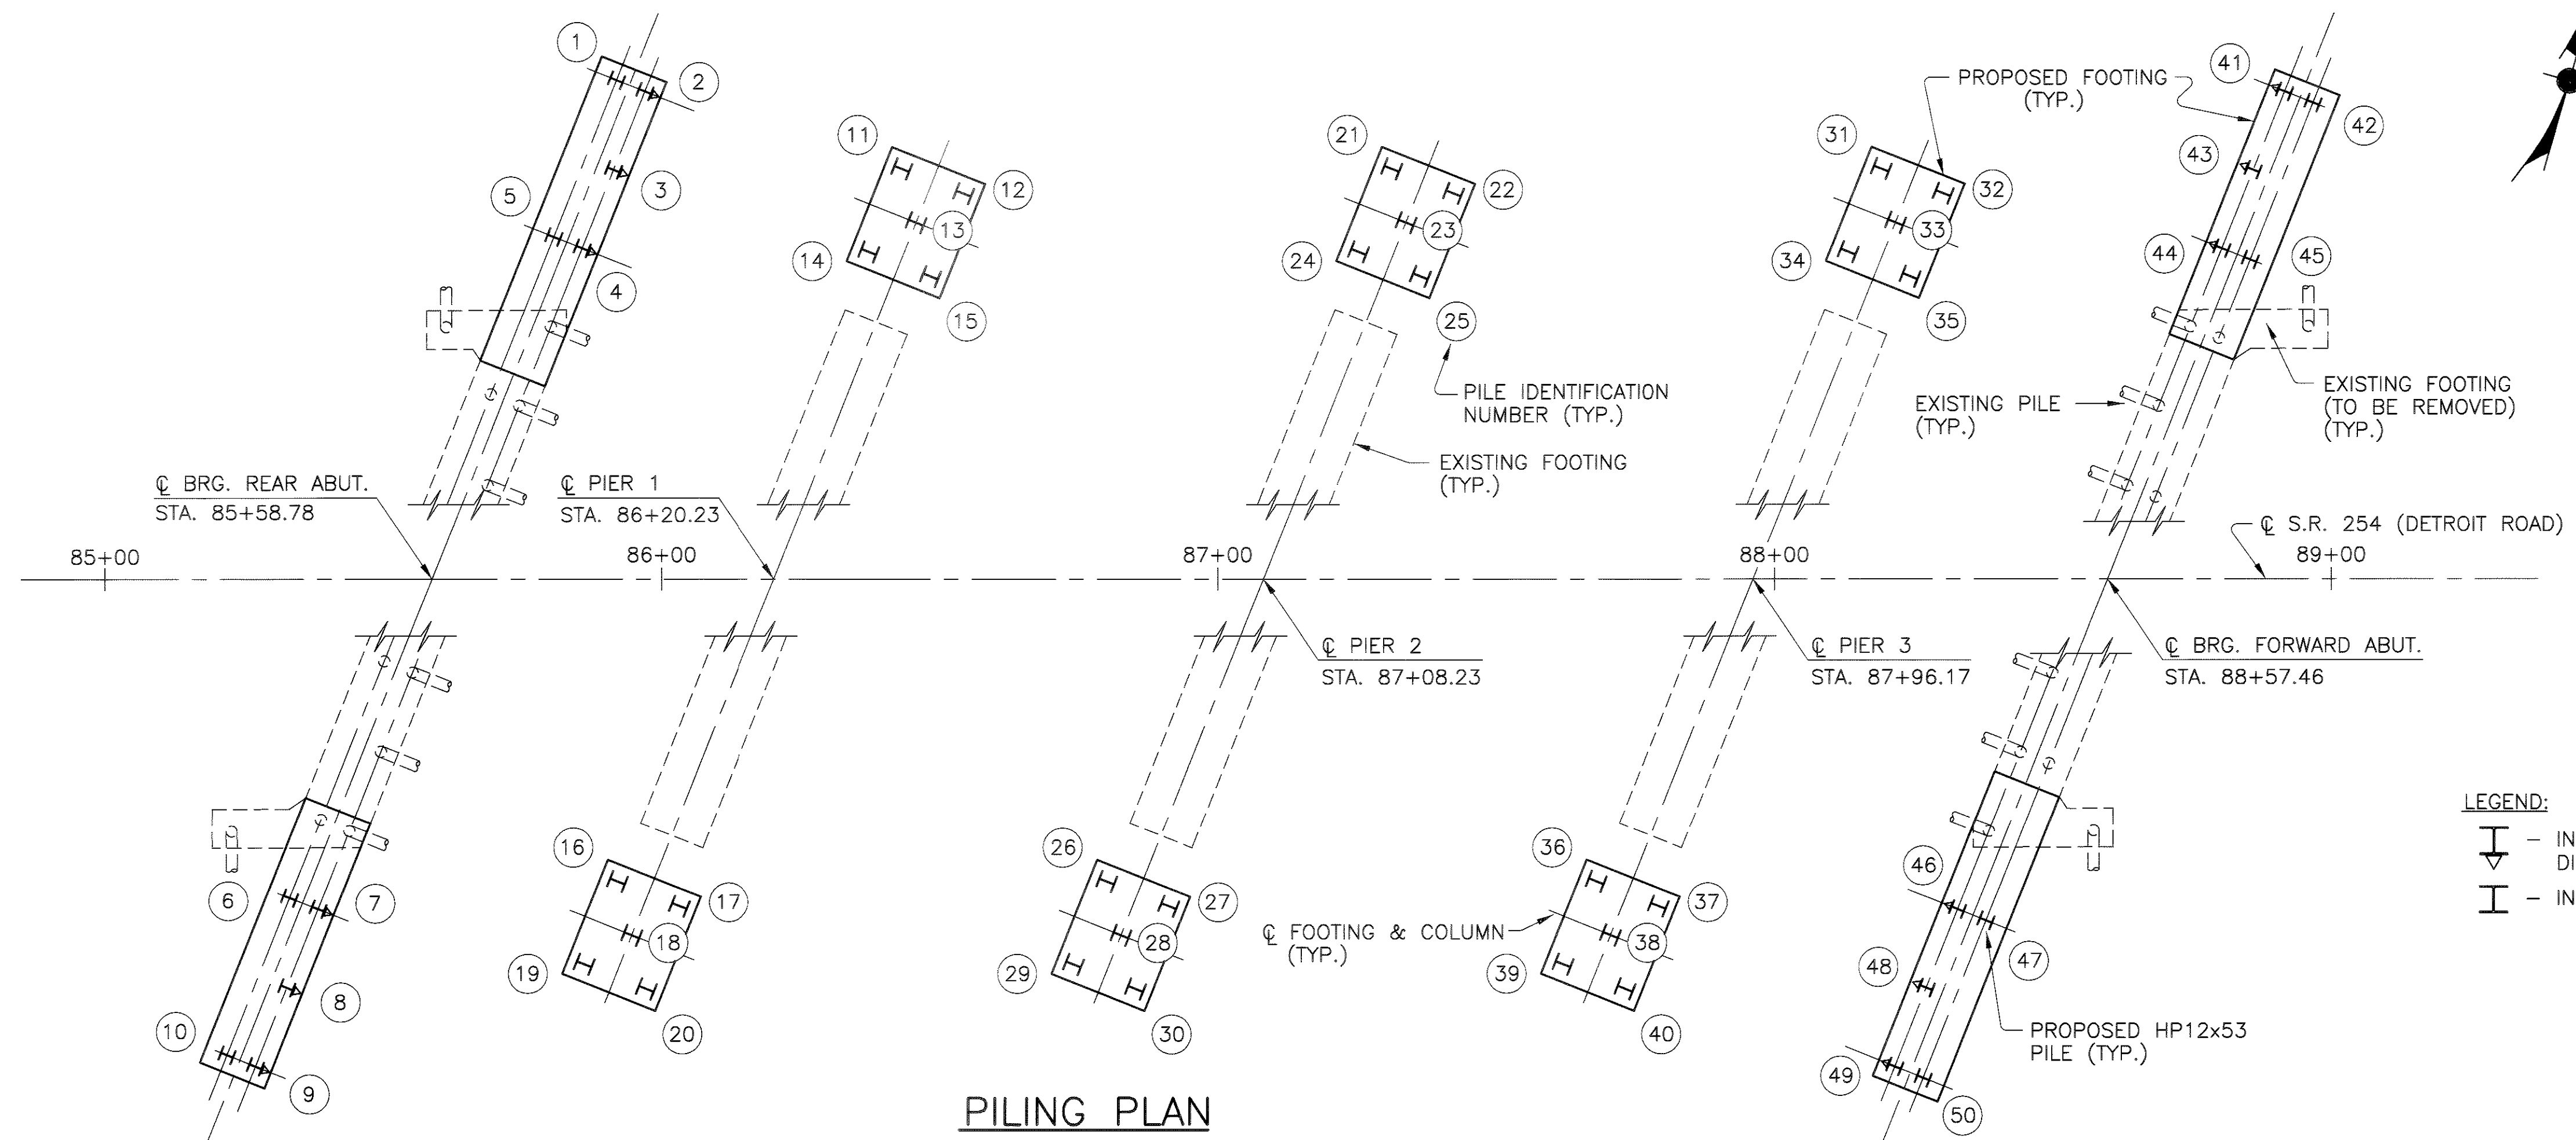 1
2
3
4
5
6
7
8
9
10
11
12
13
14
15
16
17
18
19
20
21
22
23
24
25
26
27
28
29
30
31
32
33
34
35
36
37
38
39
40
41
42
43
44
45
46
47
48
49
50
PROPOSED FOOTING
(TYP.)
PILE IDENTIFICATION
NUMBER (TYP.)
EXISTING FOOTING
(TYP.)
EXISTING PILE
(TYP.)
EXISTING FOOTING
(TO BE REMOVED)
(TYP.)
℄ BRG. REAR ABUT.
STA. 85+58.78
℄ PIER 1
STA. 86+20.23
℄ S.R. 254 (DETROIT ROAD)
85+00
86+00
87+00
88+00
89+00
℄ PIER 2
STA. 87+08.23
℄ PIER 3
STA. 87+96.17
℄ BRG. FORWARD ABUT.
STA. 88+57.46
LEGEND:
– IN
DI
– IN
℄ FOOTING & COLUMN
(TYP.)
PROPOSED HP12x53
PILE (TYP.)
PILING PLAN